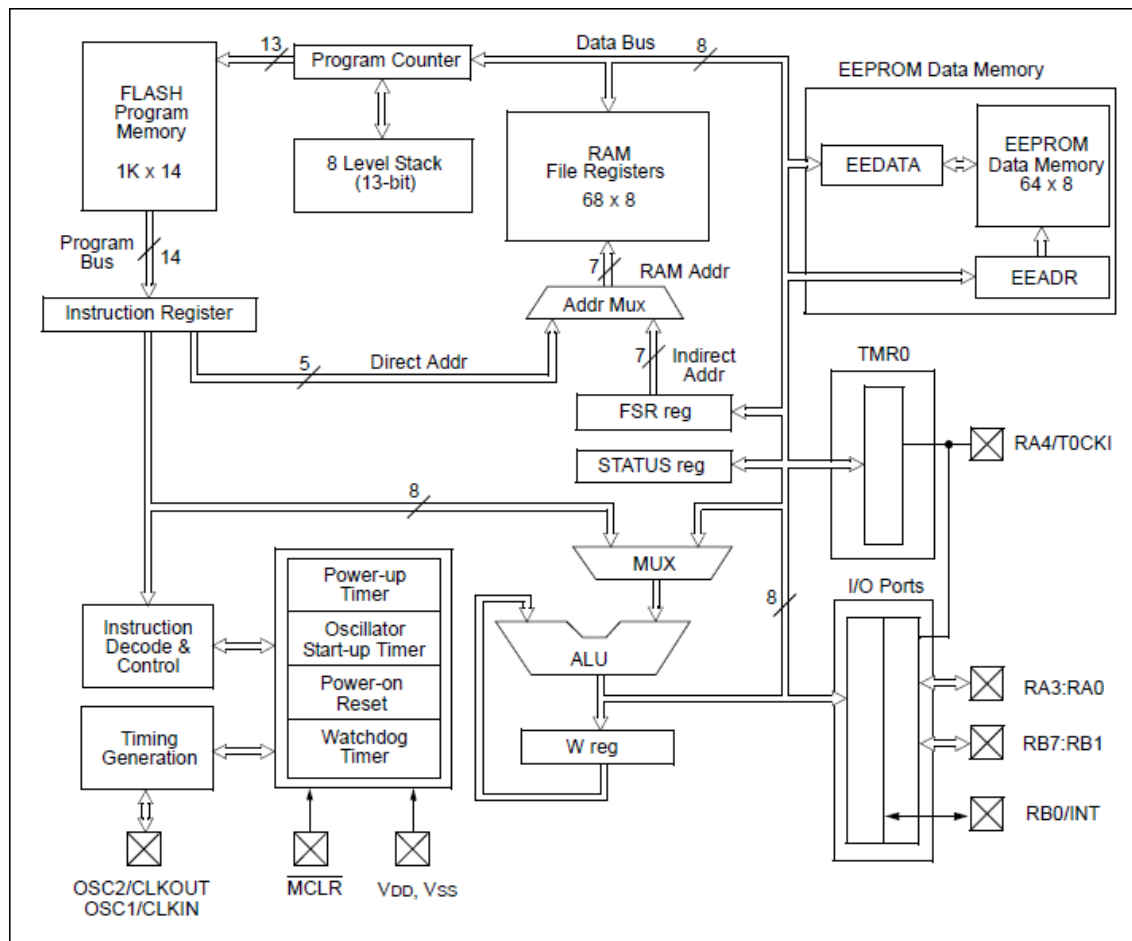 13
Program Counter
Data Bus
8
EEPROM Data Memory
FLASH
Program
Memory
1K x 14
8 Level Stack
(13-bit)
RAM
File Registers
68 x 8
EEDATA
EEPROM
Data Memory
64 x 8
EEADR
Program
Bus
14
7
RAM Addr
Instruction Register
Addr Mux
5
Direct Addr
7
Indirect
Addr
TMR0
FSR reg
RA4/T0CKI
STATUS reg
8
MUX
Power-up
Timer
8
I/O Ports
Instruction
Decode &
Control
Oscillator
Start-up Timer
ALU
Power-on
Reset
RA3:RA0
Timing
Generation
Watchdog
Timer
W reg
RB7:RB1
RB0/INT
OSC2/CLKOUT
OSC1/CLKIN
MCLR
VDD, VSS